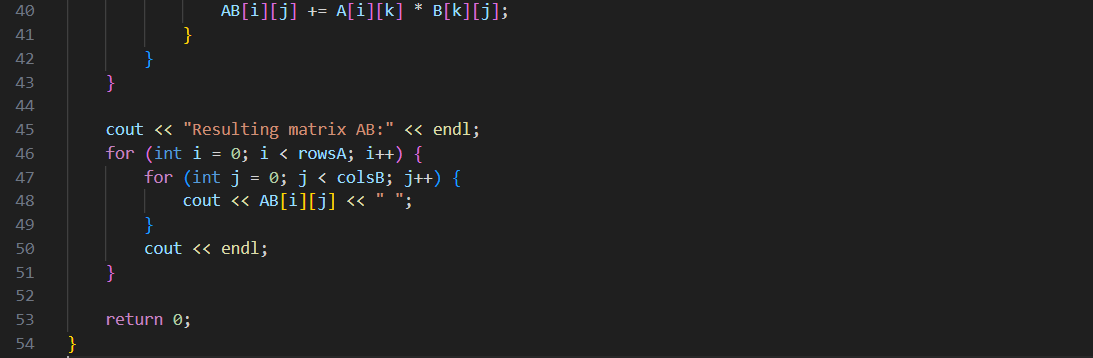 40 AB[i][j] += A[i][k] * B[k][j];
41 }
42 }
43 }
44
45 cout << "Resulting matrix AB:" << endl;
46 for (int i = 0; i < rowsA; i++) {
47 for (int j = 0; j < colsB; j++) {
48 cout << AB[i][j] << " ";
49 }
50 cout << endl;
51 }
52
53 return 0;
54 }